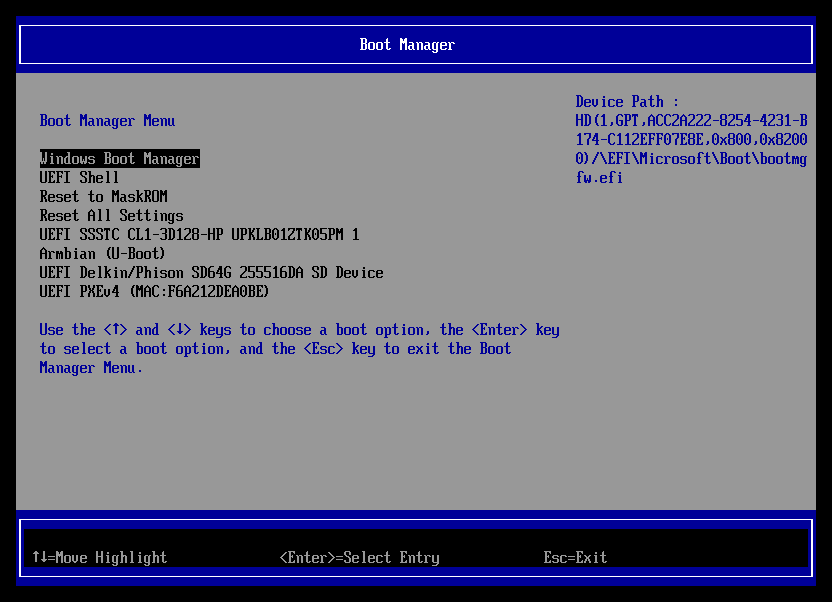 Boot Manager
Device Path :
Boot Manager Menu
HD(1,GPT,ACC2A222-8254-4231-B
174-C112EFF07E8E,0x800,0x8200
0)/\EFI\Microsoft\Boot\bootmg
fw.efi
Windows Boot Manager
UEFI Shell
Reset to MaskROM
Reset All Settings
UEFI SSSTC CL1-3D128-HP UPKLB01ZTK05PM 1
Armbian (U-Boot)
UEFI Delkin/Phison SD64G 255516DA SD Device
UEFI PXEv4 (MAC:F6A212DEA0BE)
Use the <↑> and <↓> keys to choose a boot option, the <Enter> key
to select a boot option, and the <Esc> key to exit the Boot
Manager Menu.
↑↓=Move Highlight <Enter>=Select Entry Esc=Exit